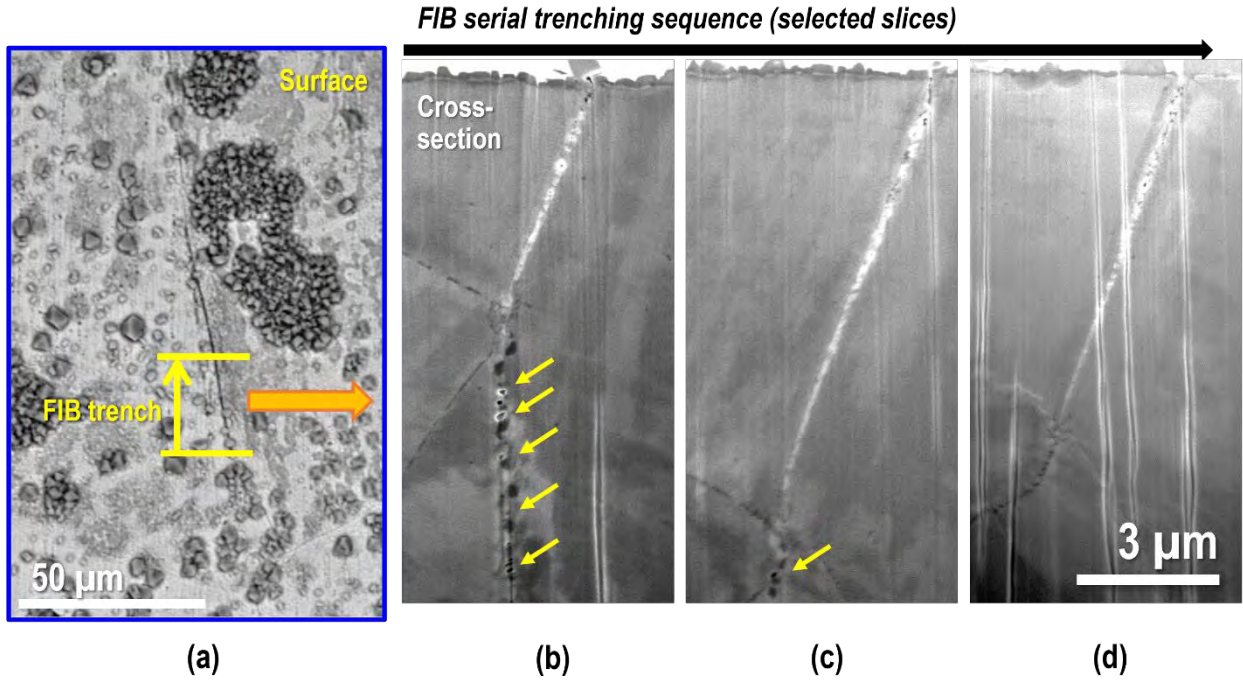 FIB serial trenching sequence (selected slices)
Surface
FIB trench
50 μm
Cross-
section
3 μm
(a)
(b)
(c)
(d)